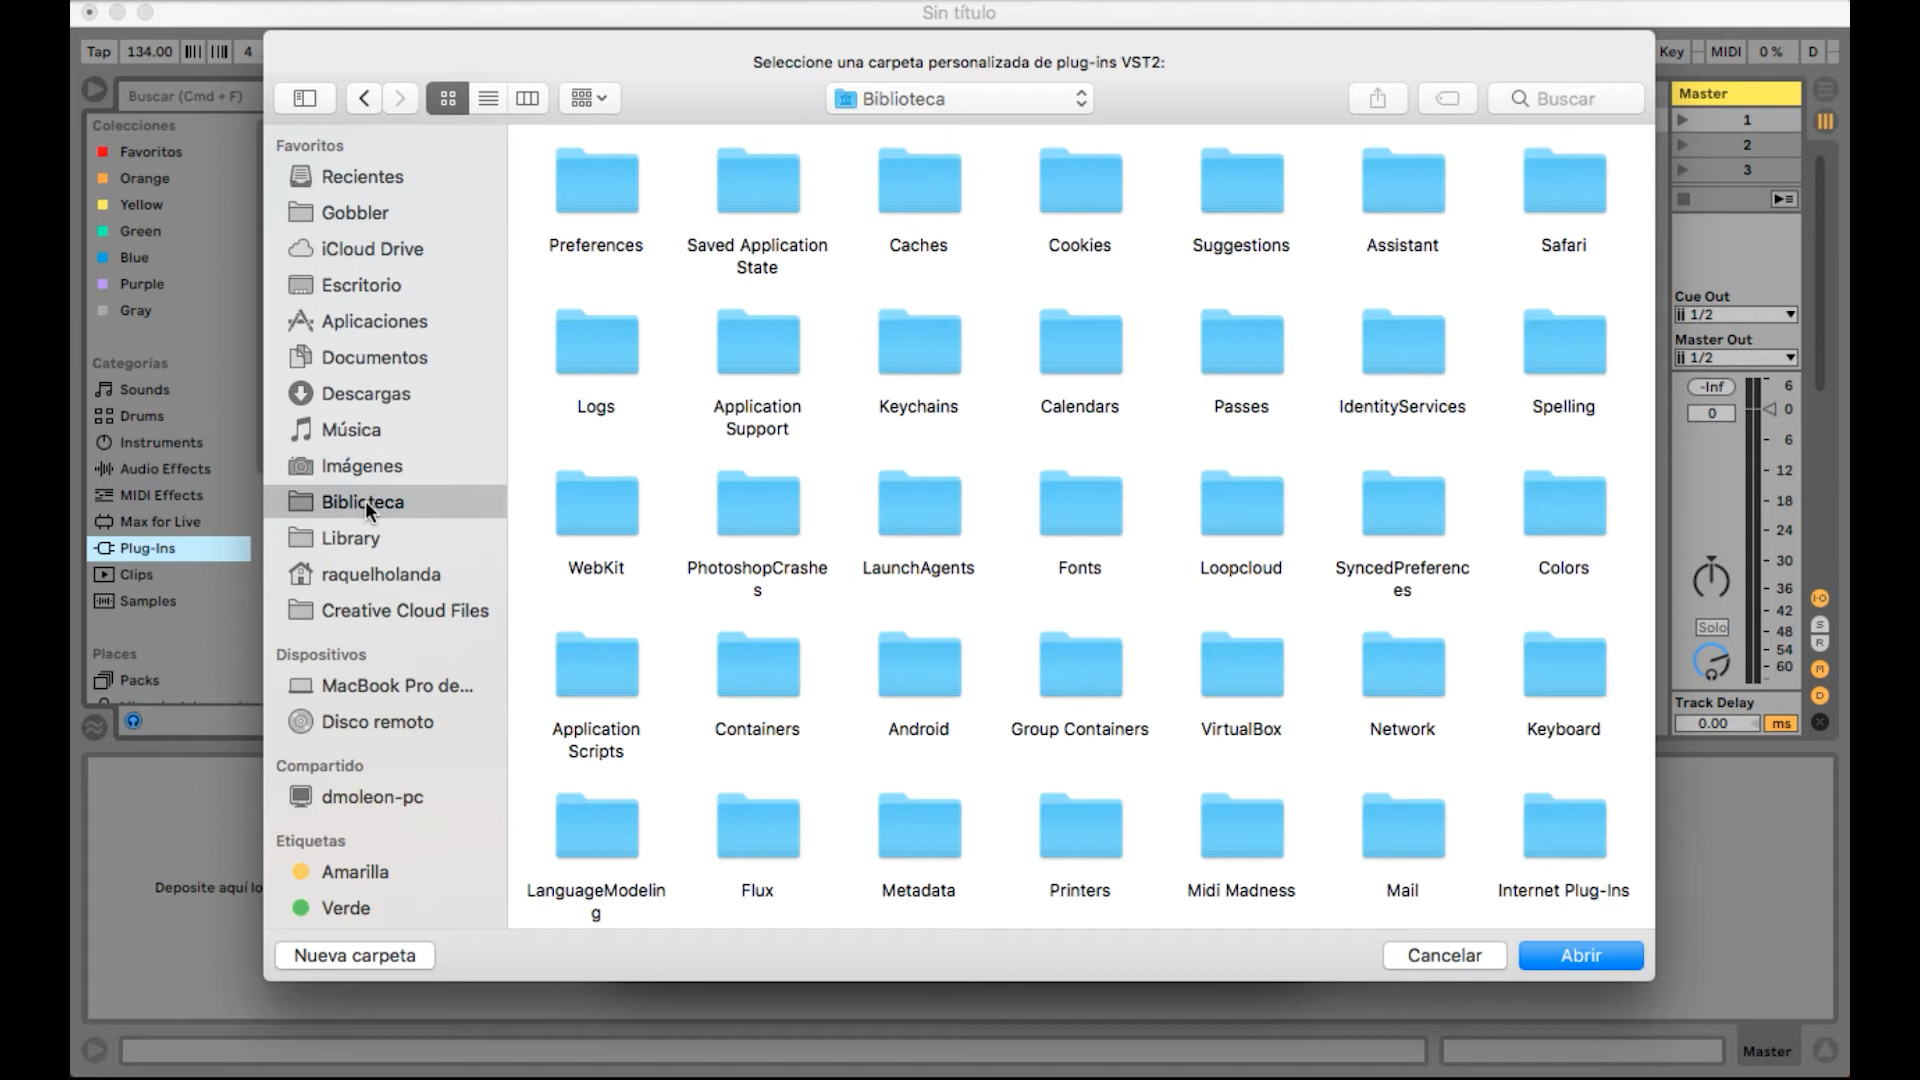 Sin título
Tap
134.00
4
Key
MIDI
0 %
D
Seleccione una carpeta personalizada de plug-ins VST2:
Biblioteca
Buscar
Buscar (Cmd + F)
Colecciones
Favoritos
Orange
Yellow
Green
Blue
Purple
Gray
Categorías
Sounds
Drums
Instruments
Audio Effects
MIDI Effects
Max for Live
Plug-Ins
Clips
Samples
Places
Packs
Deposite aquí lo
Favoritos
Recientes
Gobbler
iCloud Drive
Escritorio
Aplicaciones
Documentos
Descargas
Música
Imágenes
Biblioteca
Library
raquelholanda
Creative Cloud Files
Dispositivos
MacBook Pro de...
Disco remoto
Compartido
dmoleon-pc
Etiquetas
Amarilla
Verde
Preferences
Saved Application
State
Caches
Cookies
Suggestions
Assistant
Safari
Logs
Application
Support
Keychains
Calendars
Passes
IdentityServices
Spelling
WebKit
PhotoshopCrashe
s
LaunchAgents
Fonts
Loopcloud
SyncedPreferenc
es
Colors
Application
Scripts
Containers
Android
Group Containers
VirtualBox
Network
Keyboard
LanguageModelin
g
Flux
Metadata
Printers
Midi Madness
Mail
Internet Plug-Ins
Nueva carpeta
Cancelar
Abrir
Master
1
2
3
Cue Out
1/2
Master Out
1/2
-Inf
0
6
0
6
12
18
24
30
36
42
48
54
60
Solo
Track Delay
0.00
ms
I-O
S
R
M
D
X
Master